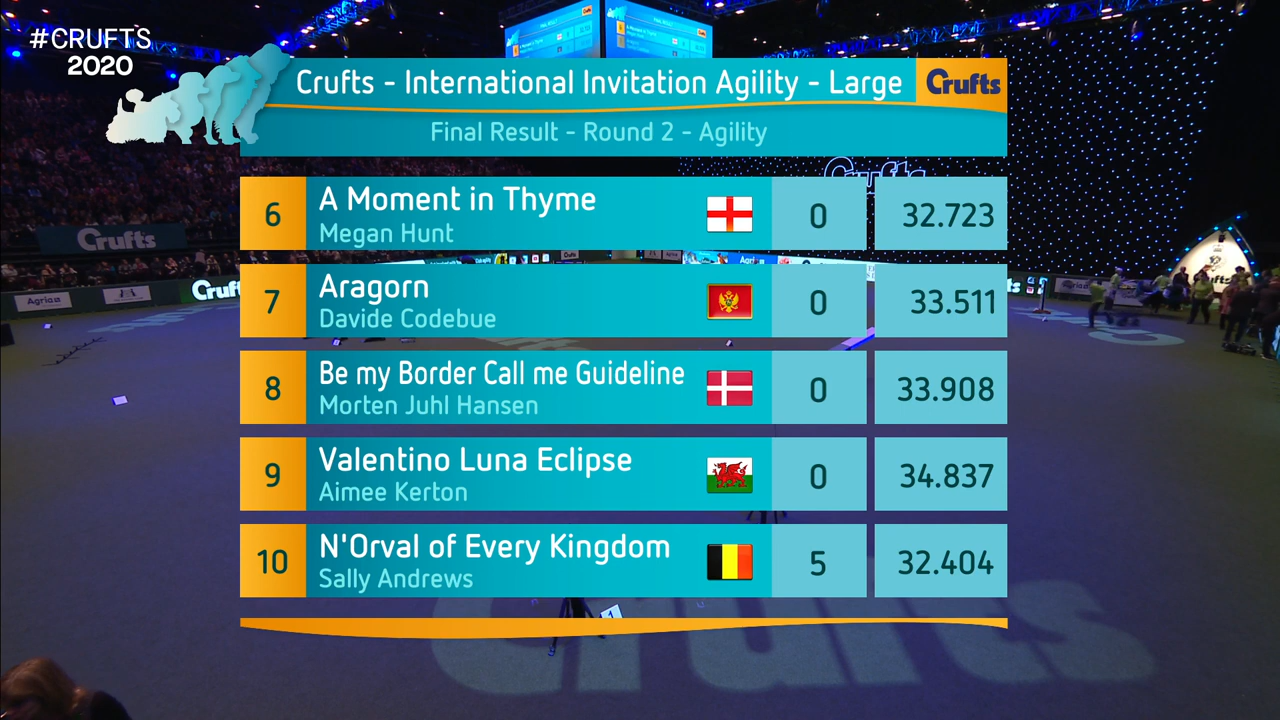 #CRUFTS
2020
Crufts - International Invitation Agility - Large
Crufts
Final Result - Round 2 - Agility
6
A Moment in Thyme
Megan Hunt
0
32.723
7
Aragorn
Davide Codebue
0
33.511
8
Be my Border Call me Guideline
Morten Juhl Hansen
0
33.908
9
Valentino Luna Eclipse
Aimee Kerton
0
34.837
10
N'Orval of Every Kingdom
Sally Andrews
5
32.404
Crufts
Crufts
Agria
Crufts
Crufts